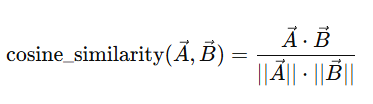 cosine_similarity(A⃗, B⃗) = (A⃗ · B⃗) / (||A⃗|| · ||B⃗||)